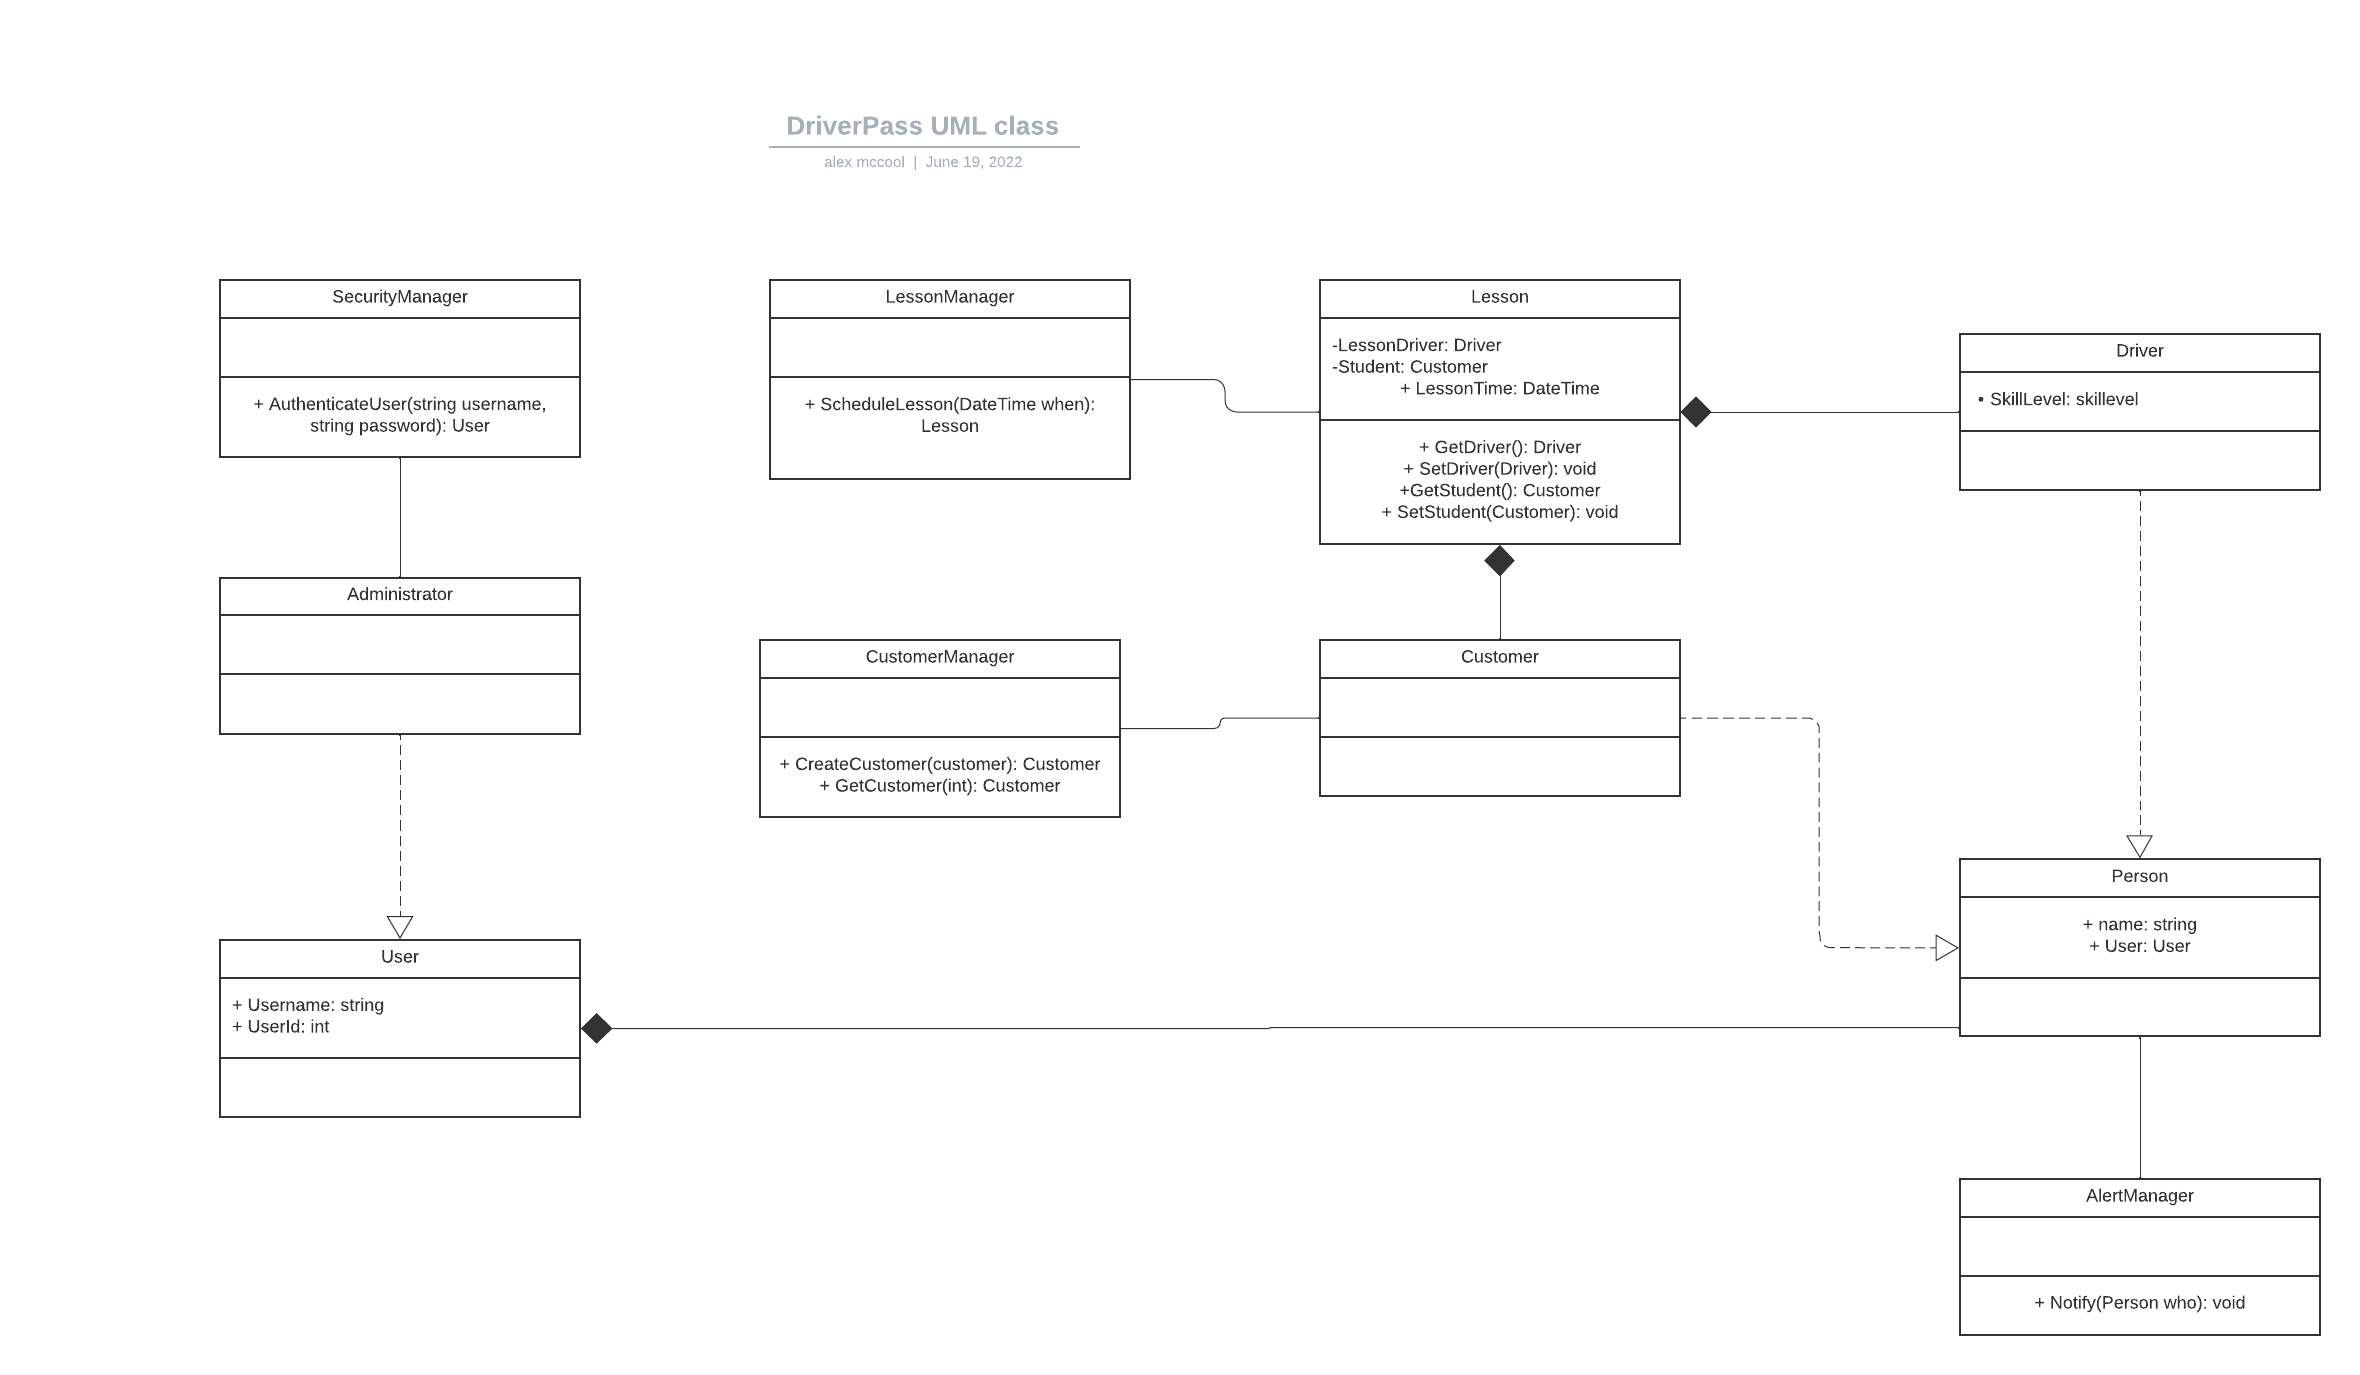 DriverPass UML class
alex mccool | June 19, 2022
SecurityManager
+ AuthenticateUser(string username,
string password): User
LessonManager
+ ScheduleLesson(DateTime when):
Lesson
Lesson
-LessonDriver: Driver
-Student: Customer
+ LessonTime: DateTime
+ GetDriver(): Driver
+ SetDriver(Driver): void
+GetStudent(): Customer
+ SetStudent(Customer): void
Driver
• SkillLevel: skillevel
Administrator
CustomerManager
+ CreateCustomer(customer): Customer
+ GetCustomer(int): Customer
Customer
User
+ Username: string
+ UserId: int
Person
+ name: string
+ User: User
AlertManager
+ Notify(Person who): void